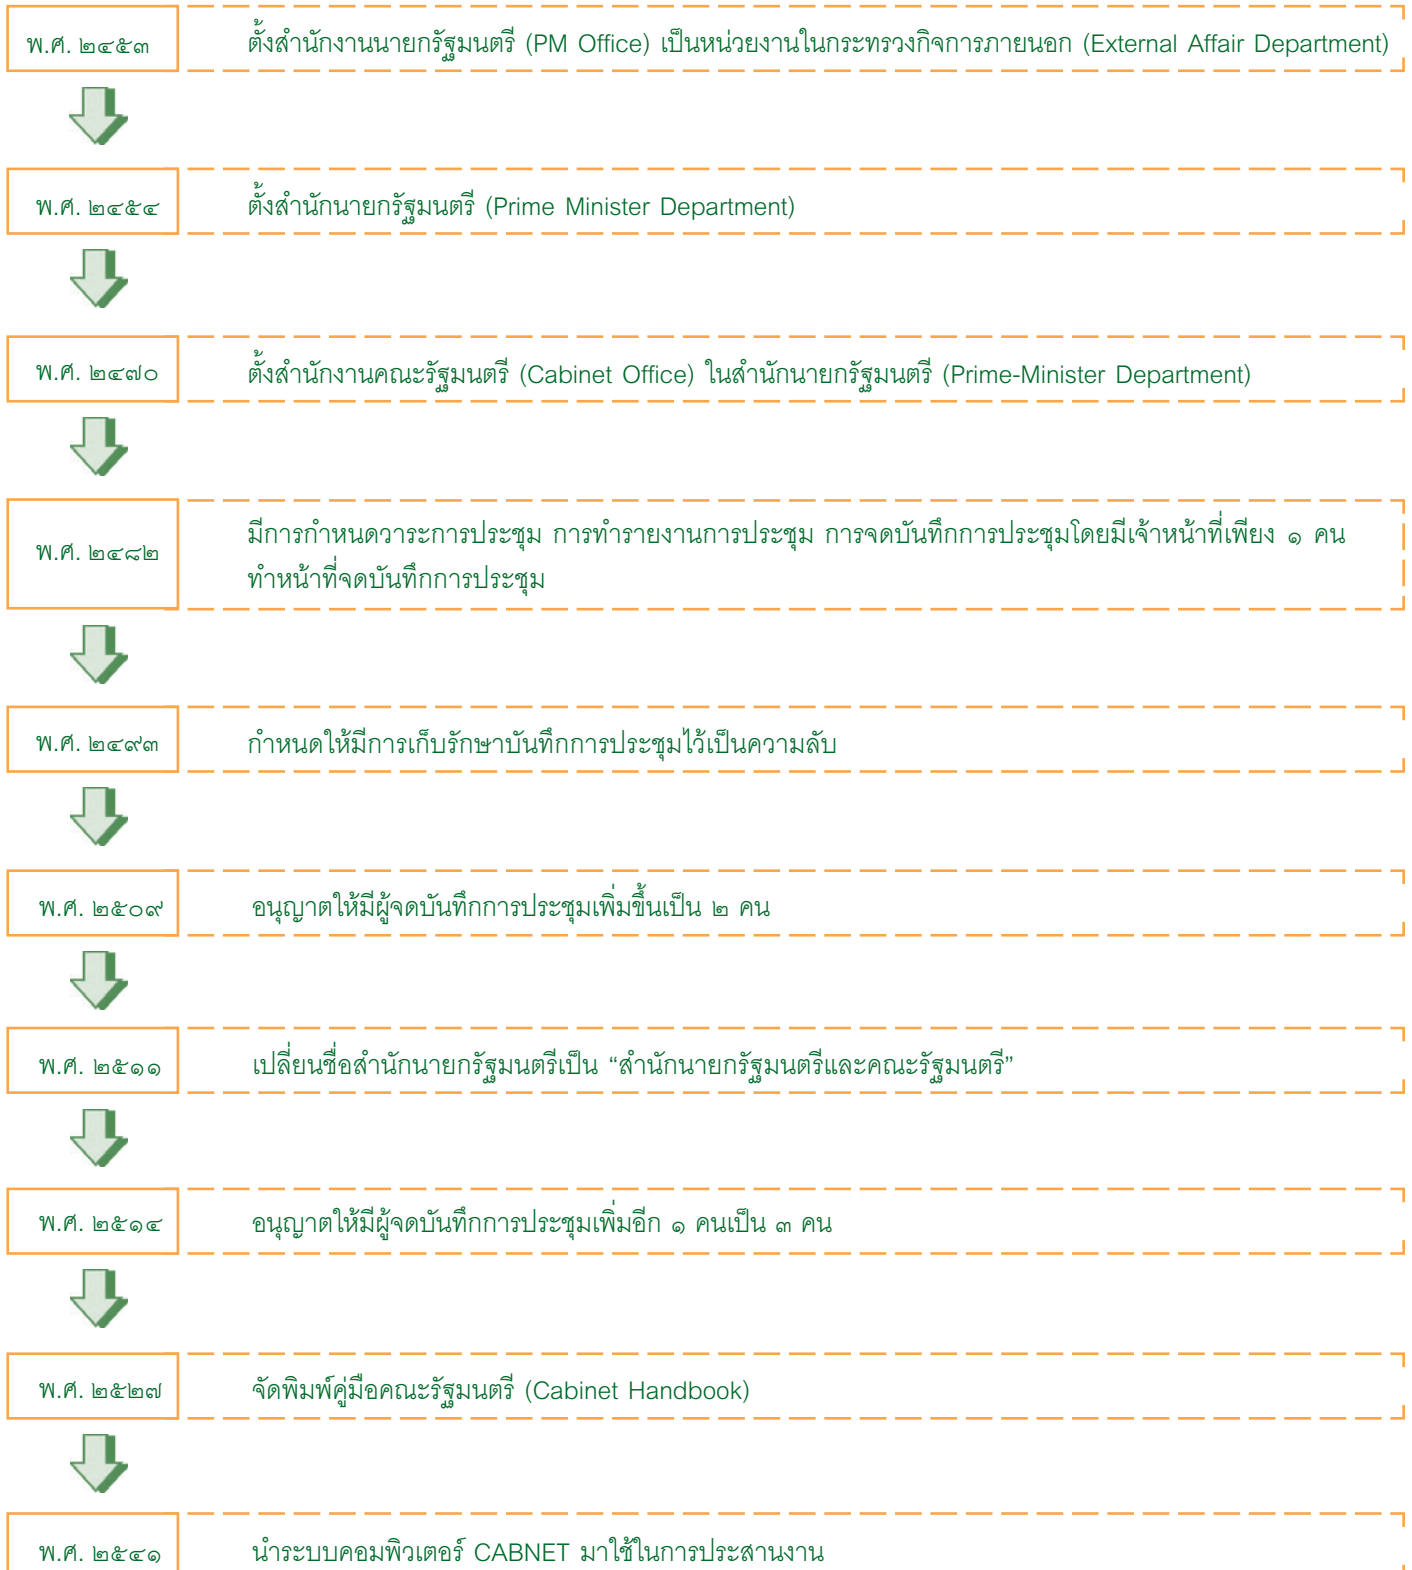 พ.ศ. ๒๔๕๓
ตั้งสำนักงานนายกรัฐมนตรี (PM Office) เป็นหน่วยงานในกระทรวงกิจการภายนอก (External Affair Department)
พ.ศ. ๒๔๕๔
ตั้งสำนักนายกรัฐมนตรี (Prime Minister Department)
พ.ศ. ๒๔๗๐
ตั้งสำนักงานคณะรัฐมนตรี (Cabinet Office) ในสำนักนายกรัฐมนตรี (Prime-Minister Department)
พ.ศ. ๒๔๘๒
มีการกำหนดวาระการประชุม การทำรายงานการประชุม การจดบันทึกการประชุมโดยมีเจ้าหน้าที่เพียง ๑ คน
ทำหน้าที่จดบันทึกการประชุม
พ.ศ. ๒๔๙๓
กำหนดให้มีการเก็บรักษาบันทึกการประชุมไว้เป็นความลับ
พ.ศ. ๒๕๐๙
อนุญาตให้มีผู้จดบันทึกการประชุมเพิ่มขึ้นเป็น ๒ คน
พ.ศ. ๒๕๑๑
เปลี่ยนชื่อสำนักนายกรัฐมนตรีเป็น “สำนักนายกรัฐมนตรีและคณะรัฐมนตรี”
พ.ศ. ๒๕๑๔
อนุญาตให้มีผู้จดบันทึกการประชุมเพิ่มอีก ๑ คนเป็น ๓ คน
พ.ศ. ๒๕๒๗
จัดพิมพ์คู่มือคณะรัฐมนตรี (Cabinet Handbook)
พ.ศ. ๒๕๔๑
นำระบบคอมพิวเตอร์ CABNET มาใช้ในการประสานงาน